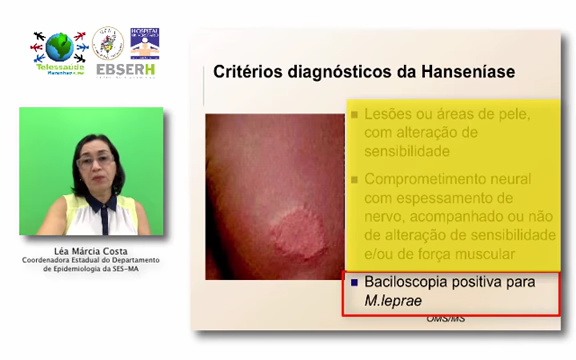 HOSPITAL
Telessaúde
EBSERH
Critérios diagnósticos da Hanseníase
Lesões ou áreas de pele,
com alteração de
sensibilidade
Comprometimento neural
com espessamento de
nervo, acompanhado ou não
de alteração de sensibilidade
e/ou de força muscular
Baciloscopia positiva para
M.leprae
OMS/MS
Léa Márcia Costa
Coordenadora Estadual do Departamento
de Epidemiologia da SES-MA